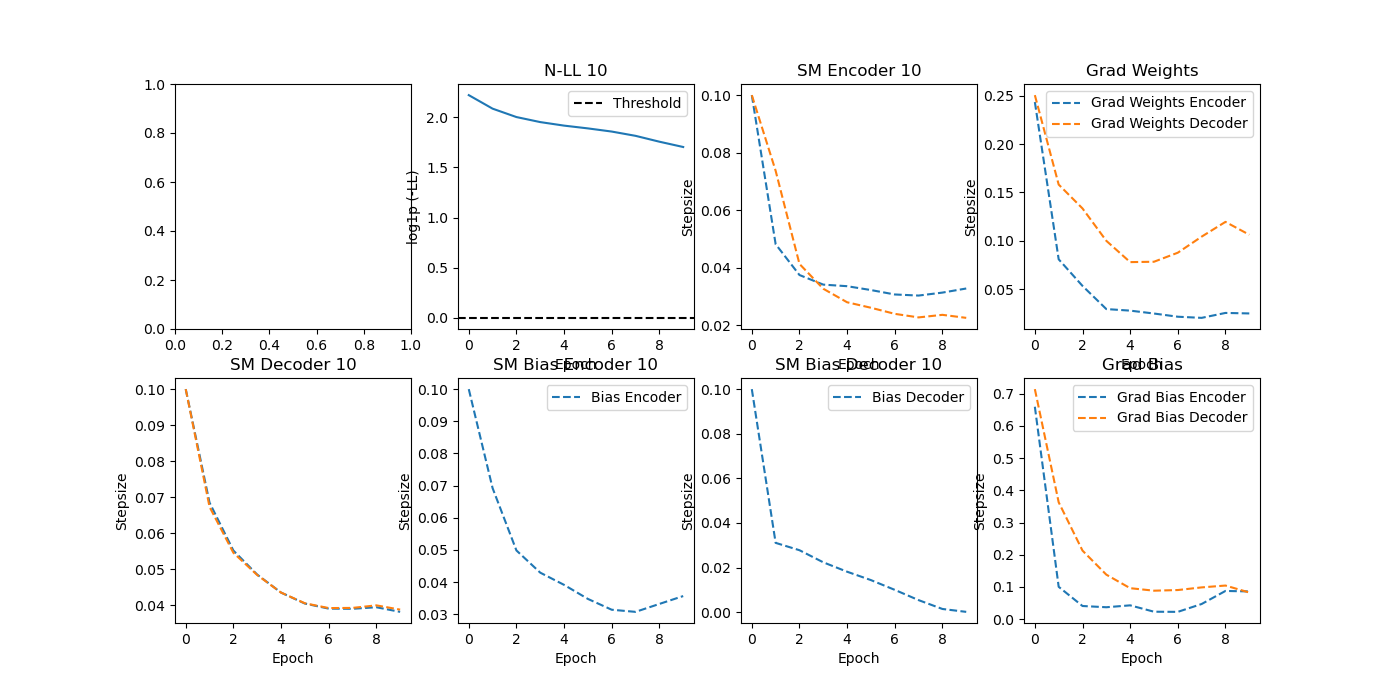 N-LL 10
SM Encoder 10
Grad Weights
1.0
0.8
0.6
0.4
0.2
0.0
0.0 0.2 0.4 0.6 0.8 1.0
log1p (-LL)
2.0
1.5
1.0
0.5
0.0
Threshold
0 2 4 6 8
Epoch
Stepsize
0.10
0.08
0.06
0.04
0.02
0 2 4 6 8
Epoch
Stepsize
0.25
0.20
0.15
0.10
0.05
Grad Weights Encoder
Grad Weights Decoder
0 2 4 6 8
Epoch
SM Decoder 10
SM Bias Encoder 10
SM Bias Decoder 10
Grad Bias
Stepsize
0.10
0.09
0.08
0.07
0.06
0.05
0.04
0 2 4 6 8
Epoch
Stepsize
0.10
0.09
0.08
0.07
0.06
0.05
0.04
0.03
Bias Encoder
0 2 4 6 8
Epoch
Stepsize
0.10
0.08
0.06
0.04
0.02
0.00
Bias Decoder
0 2 4 6 8
Epoch
Stepsize
0.7
0.6
0.5
0.4
0.3
0.2
0.1
0.0
Grad Bias Encoder
Grad Bias Decoder
0 2 4 6 8
Epoch